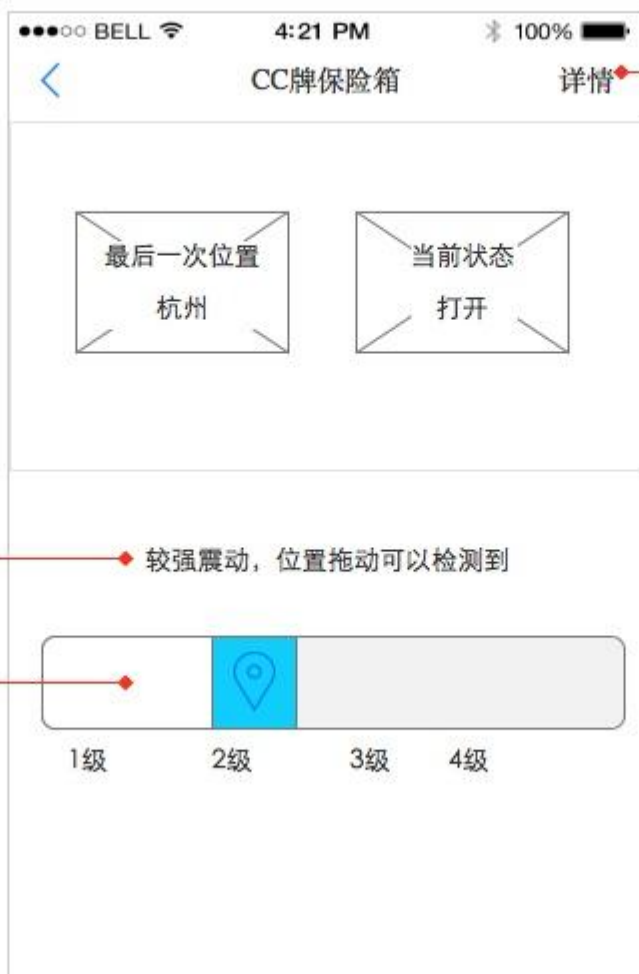 BELL 4:21 PM 100%
CC牌保险箱 详情
最后一次位置 当前状态
杭州 打开
较强震动，位置拖动可以检测到
1级 2级 3级 4级